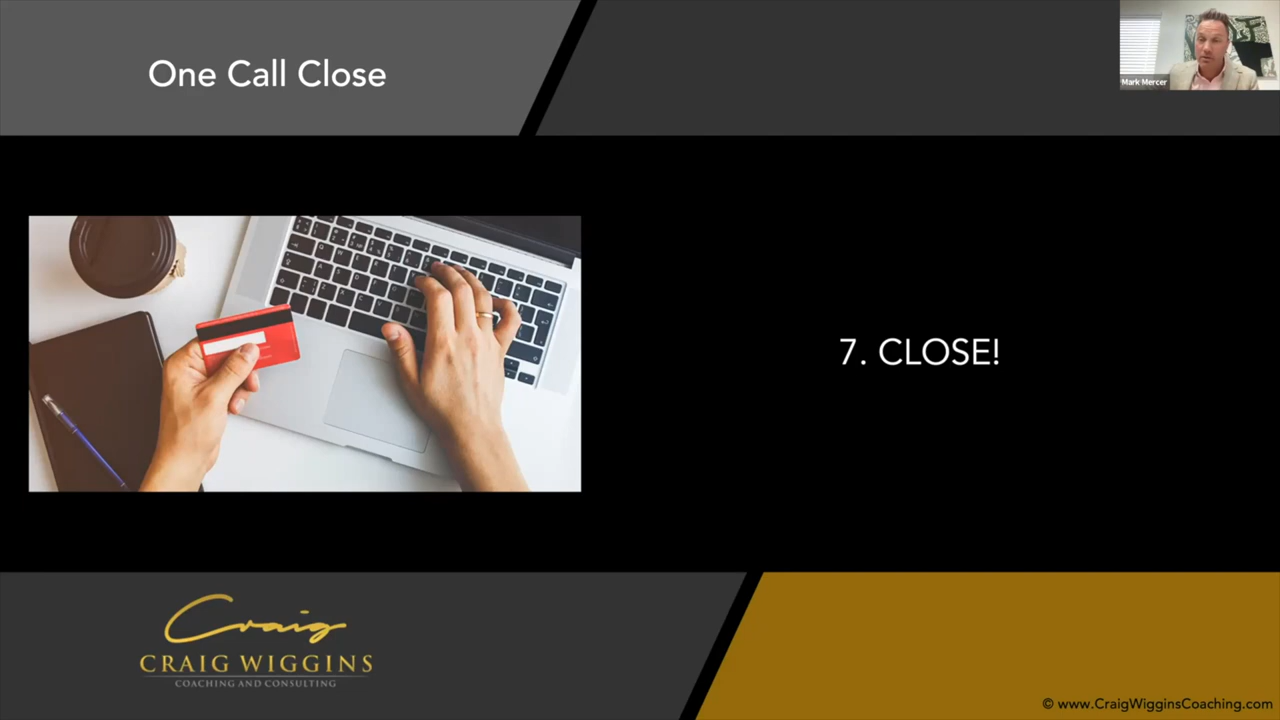 One Call Close
Mark Mercer
7. CLOSE!
Craig
CRAIG WIGGINS
COACHING AND CONSULTING
© www.CraigWigginsCoaching.com